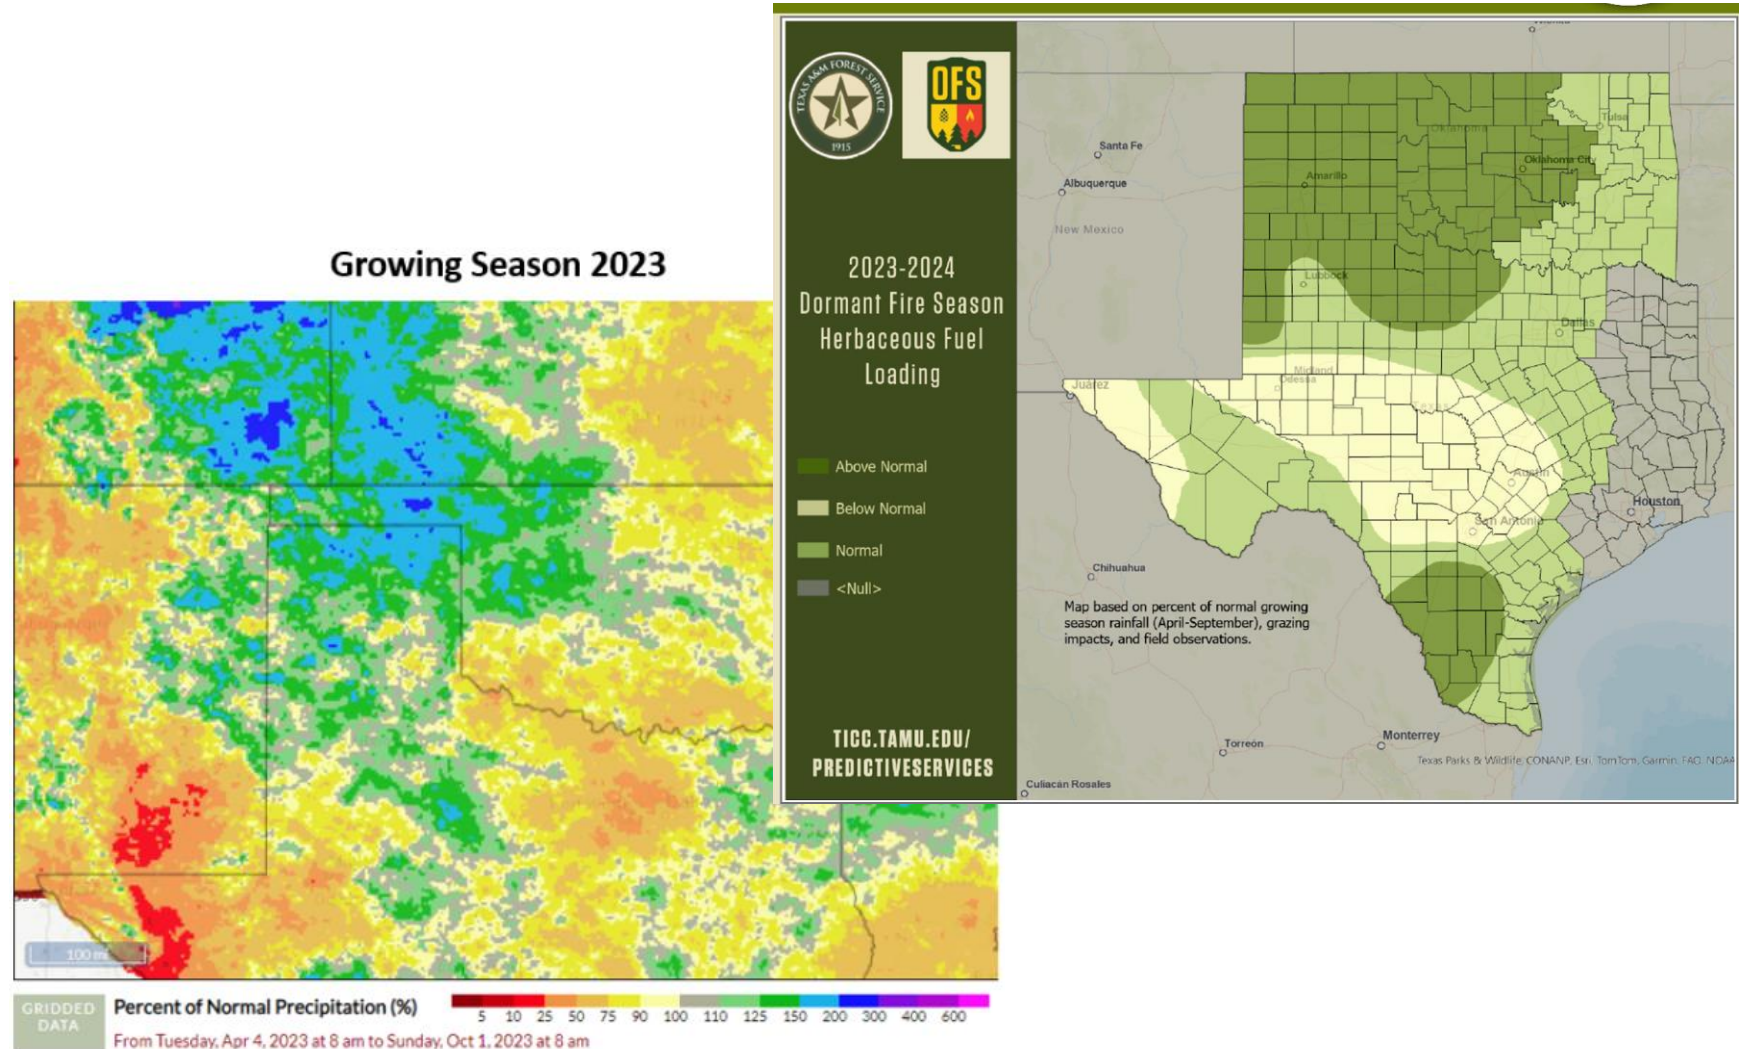 Growing Season 2023
GRIDDED
DATA
Percent of Normal Precipitation (%)
5 10 25 50 75 90 100 110 125 150 200 300 400 600
From Tuesday, Apr 4, 2023 at 8 am to Sunday, Oct 1, 2023 at 8 am
100 mi
TEXAS A&M FOREST SERVICE
1915
OFS
2023-2024
Dormant Fire Season
Herbaceous Fuel
Loading
Above Normal
Below Normal
Normal
<Null>
TICC.TAMU.EDU/
PREDICTIVESERVICES
Wichita
Santa Fe
Albuquerque
New Mexico
Amarillo
Oklahoma
Tulsa
Oklahoma City
Lubbock
Dallas
Midland
Odessa
Juárez
Texas
Austin
San Antonio
Houston
Chihuahua
Map based on percent of normal growing
season rainfall (April-September), grazing
impacts, and field observations.
Monterrey
Torreón
Culiacán Rosales
Texas Parks & Wildlife, CONANP, Esri, TomTom, Garmin, FAO, NOAA